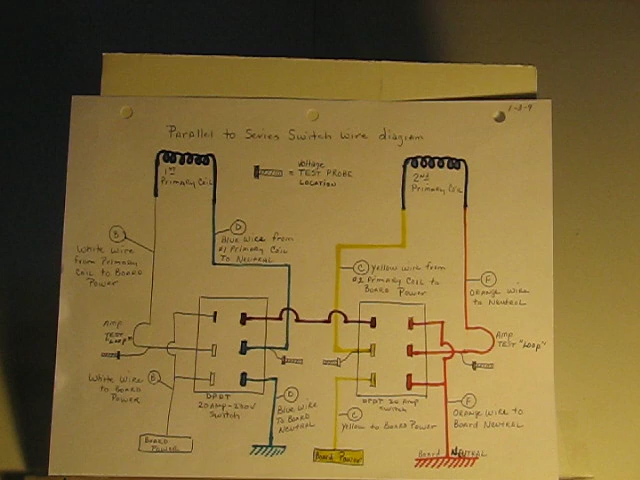 1-3-9
Parallel to Series Switch wire diagram
1st
Primary Coil
Voltage
= TEST PROBE
LOCATION
2nd
Primary Coil
B
White Wire
from Primary
Coil to Board
Power
D
Blue Wire from
#1 Primary Coil
To Neutral
C
Yellow wire from
#2 Primary Coil to
Board Power
F
Orange Wire
to Neutral
Amp
TEST "Loop"
Amp
TEST "Loop"
White Wire
to Board
Power
B
DPDT
20 Amp-250V
Switch
D
Blue Wire
To Board
Neutral
DPDT 20 Amp
Switch
C
Yellow to Board Power
F
Orange Wire to
Board Neutral
Board
Power
Board Power
Board Neutral